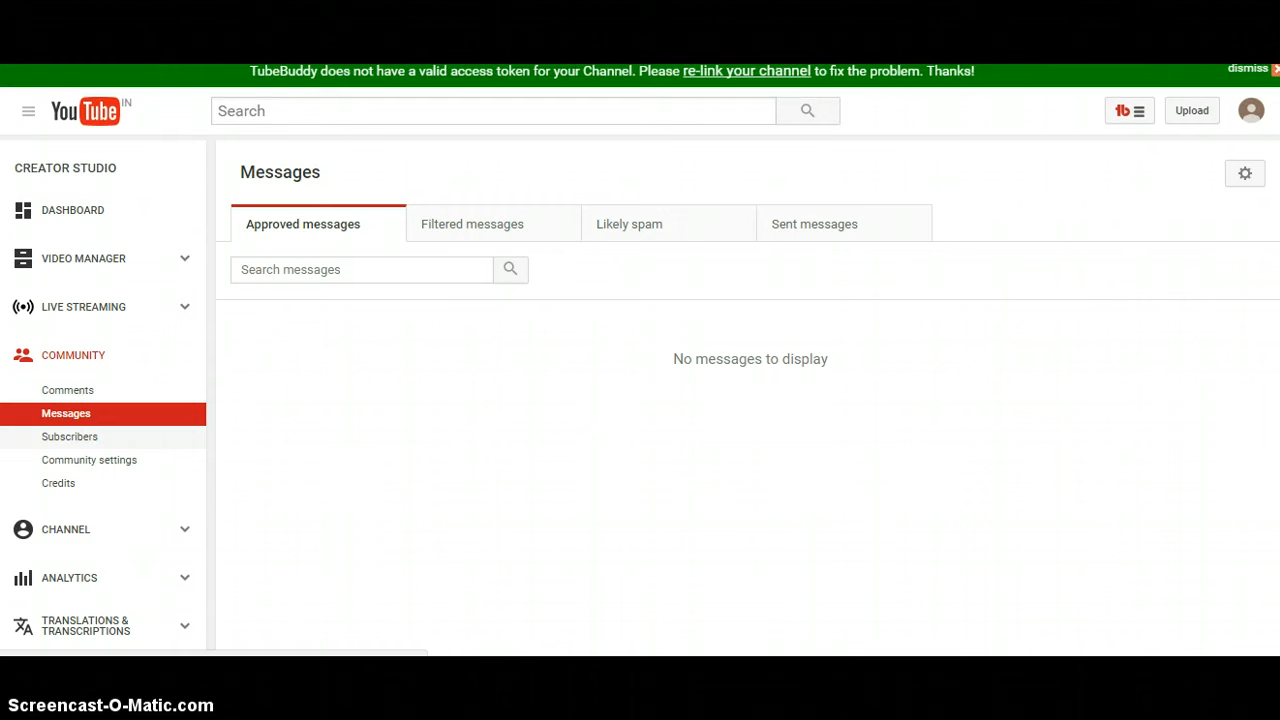 TubeBuddy does not have a valid access token for your Channel. Please re-link your channel to fix the problem. Thanks!
dismiss
YouTube IN
Search
tb
Upload
CREATOR STUDIO
DASHBOARD
VIDEO MANAGER
LIVE STREAMING
COMMUNITY
Comments
Messages
Subscribers
Community settings
Credits
CHANNEL
ANALYTICS
TRANSLATIONS &
TRANSCRIPTIONS
Messages
Approved messages
Filtered messages
Likely spam
Sent messages
Search messages
No messages to display
Screencast-O-Matic.com